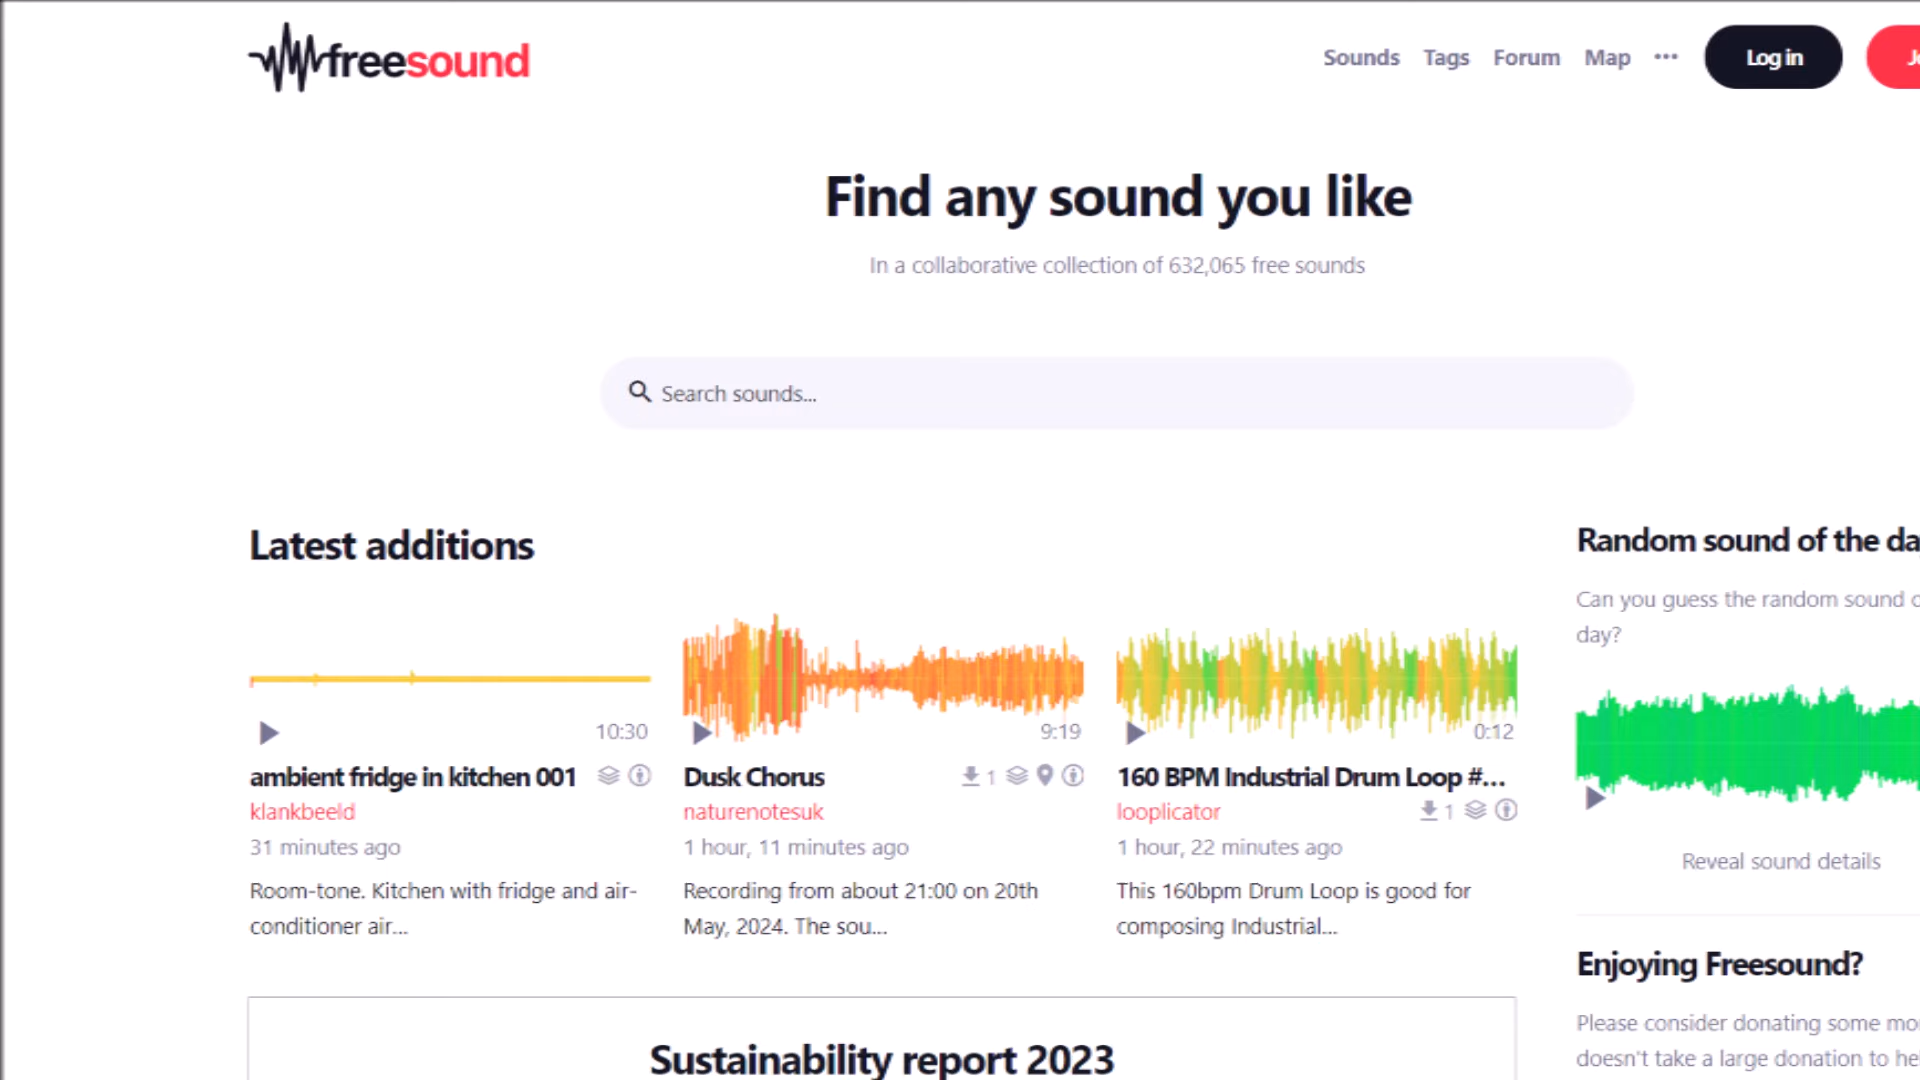 freesound
Sounds Tags Forum Map ••• Log in
Find any sound you like
In a collaborative collection of 632,065 free sounds
Search sounds...
Latest additions
10:30
ambient fridge in kitchen 001
klankbeeld
31 minutes ago
Room-tone. Kitchen with fridge and air-
conditioner air...
9:19
Dusk Chorus 1
naturenotesuk
1 hour, 11 minutes ago
Recording from about 21:00 on 20th
May, 2024. The sou...
0:12
160 BPM Industrial Drum Loop #...
looplicator 1
1 hour, 22 minutes ago
This 160bpm Drum Loop is good for
composing Industrial...
Random sound of the da
Can you guess the random sound o
day?
Reveal sound details
Enjoying Freesound?
Please consider donating some mo
doesn't take a large donation to he
Sustainability report 2023